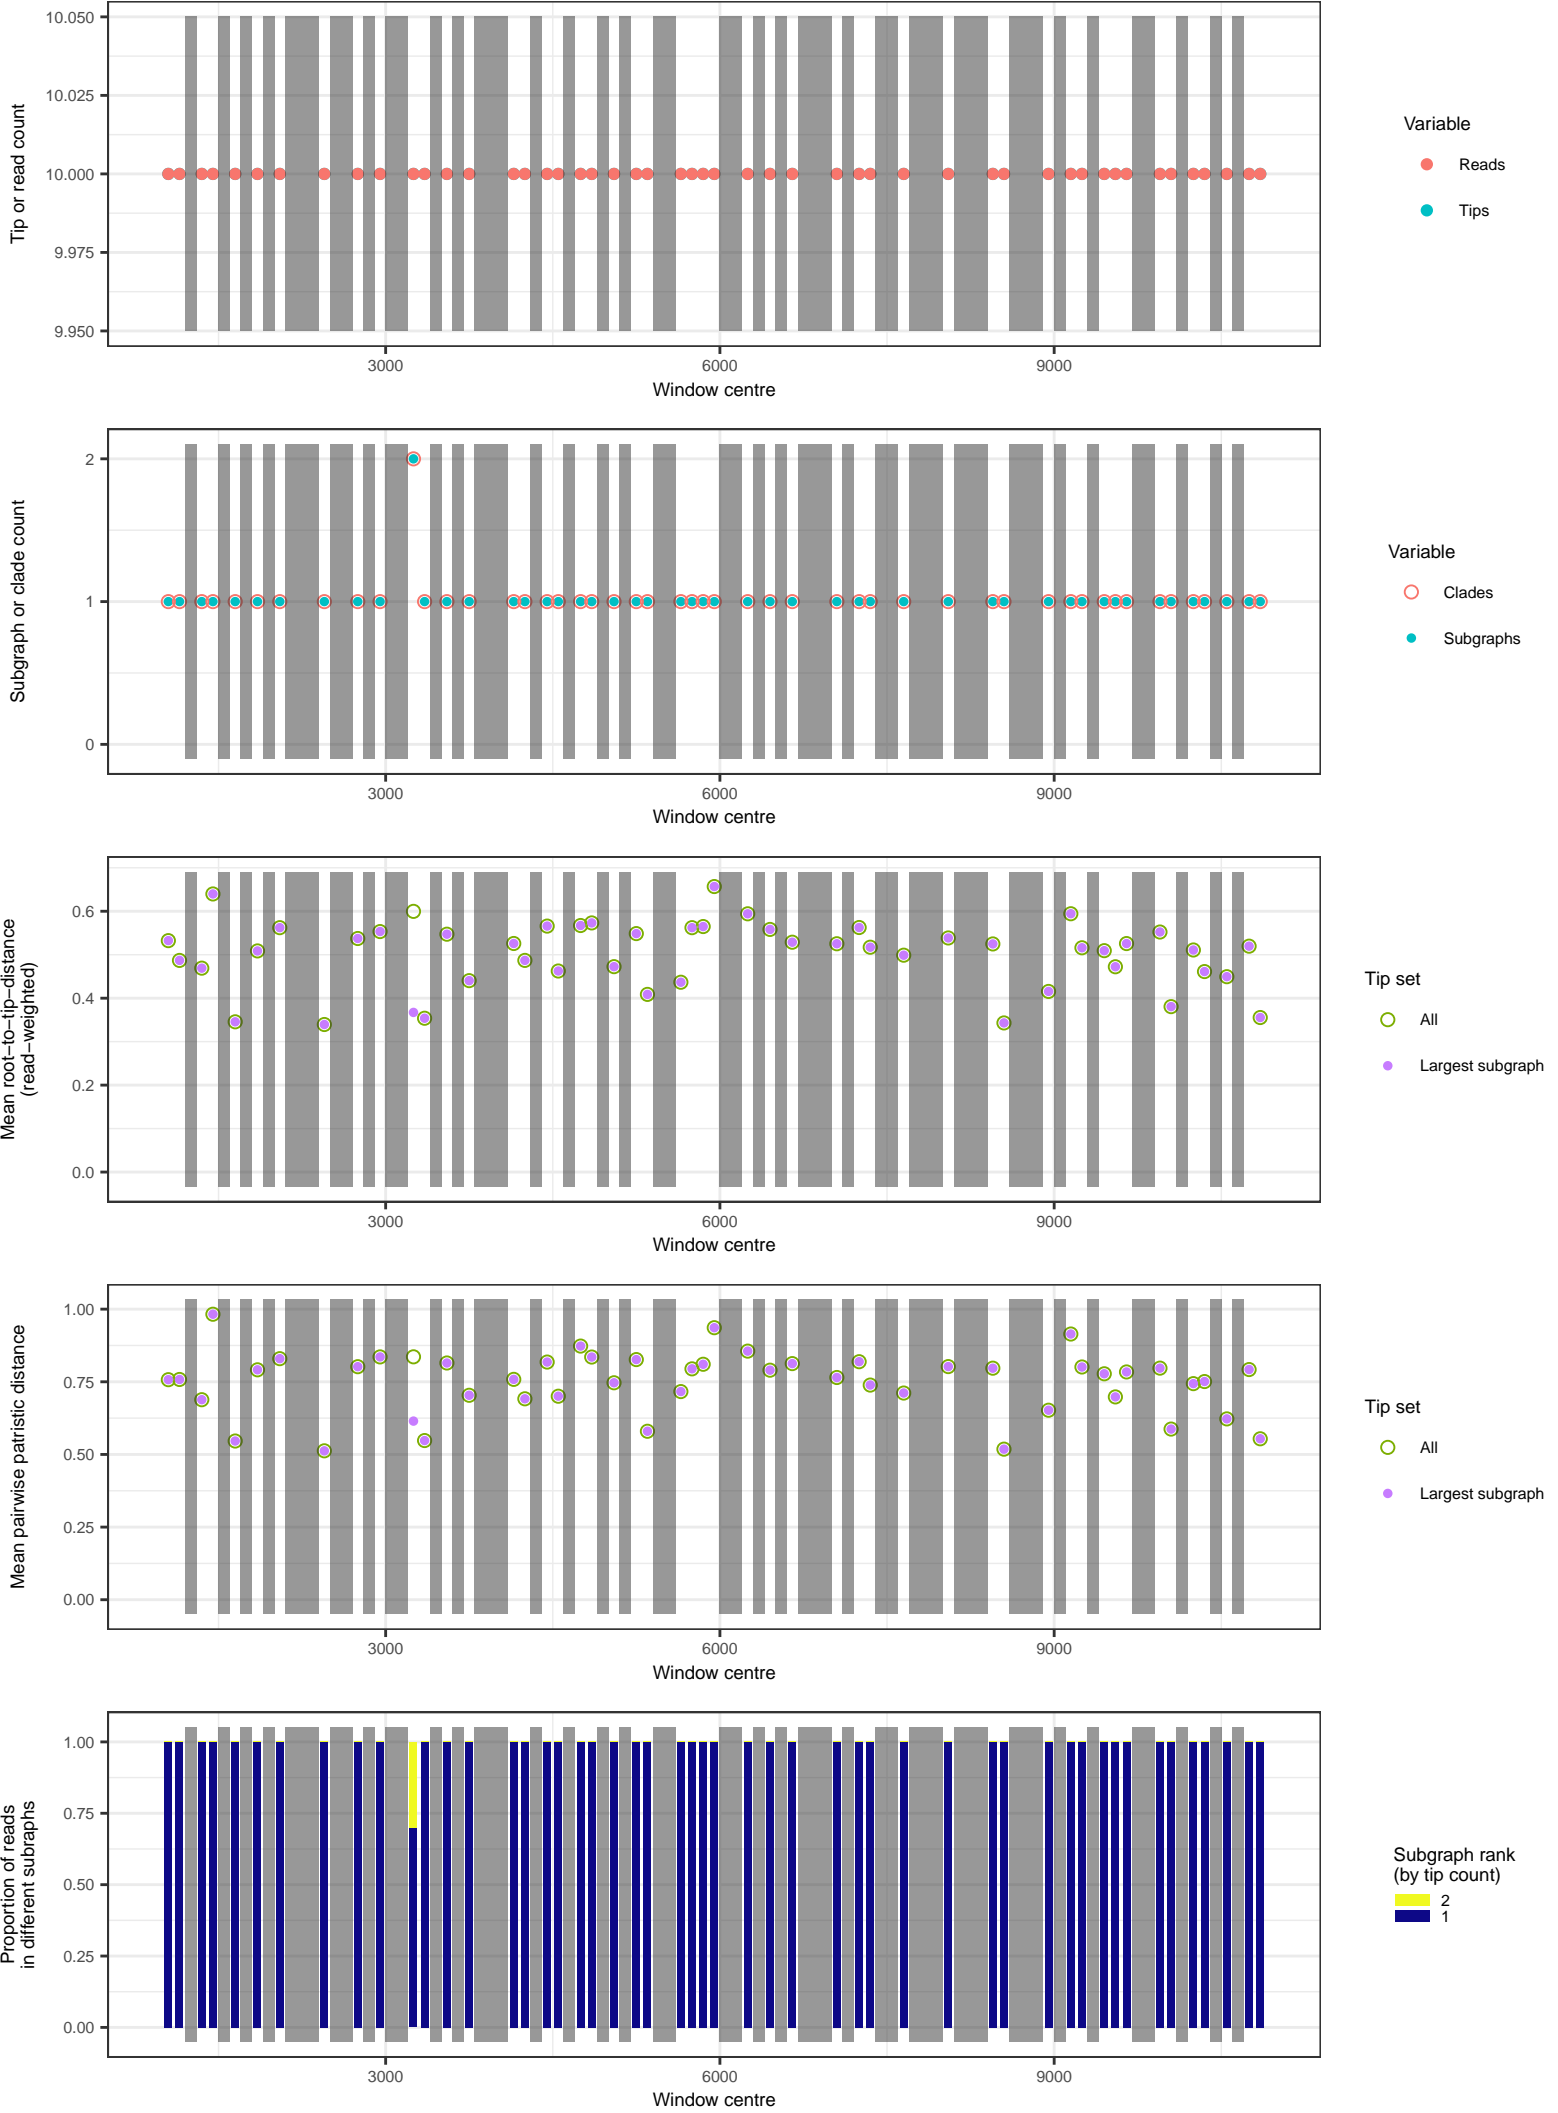 10.050
10.025
10.000
9.975
9.950
Tip or read count
3000
6000
9000
Window centre
Variable
Reads
Tips
2
1
0
Subgraph or clade count
3000
6000
9000
Window centre
Variable
Clades
Subgraphs
0.6
0.4
0.2
0.0
Mean root−to−tip−distance
(read−weighted)
3000
6000
9000
Window centre
Tip set
All
Largest subgraph
1.00
0.75
0.50
0.25
0.00
Mean pairwise patristic distance
3000
6000
9000
Window centre
Tip set
All
Largest subgraph
1.00
0.75
0.50
0.25
0.00
Proportion of reads
in different subraphs
3000
6000
9000
Window centre
Subgraph rank
(by tip count)
2
1